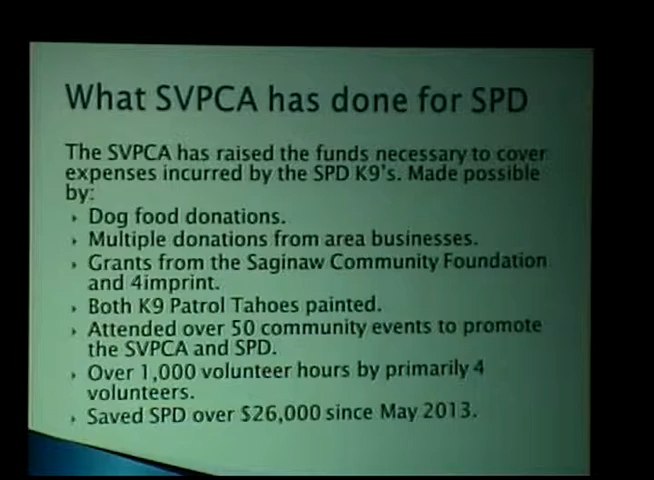 What SVPCA has done for SPD
The SVPCA has raised the funds necessary to cover
expenses incurred by the SPD K9's. Made possible
by:
Dog food donations.
Multiple donations from area businesses.
Grants from the Saginaw Community Foundation
and 4imprint.
Both K9 Patrol Tahoes painted.
Attended over 50 community events to promote
the SVPCA and SPD.
Over 1,000 volunteer hours by primarily 4
volunteers.
Saved SPD over $26,000 since May 2013.